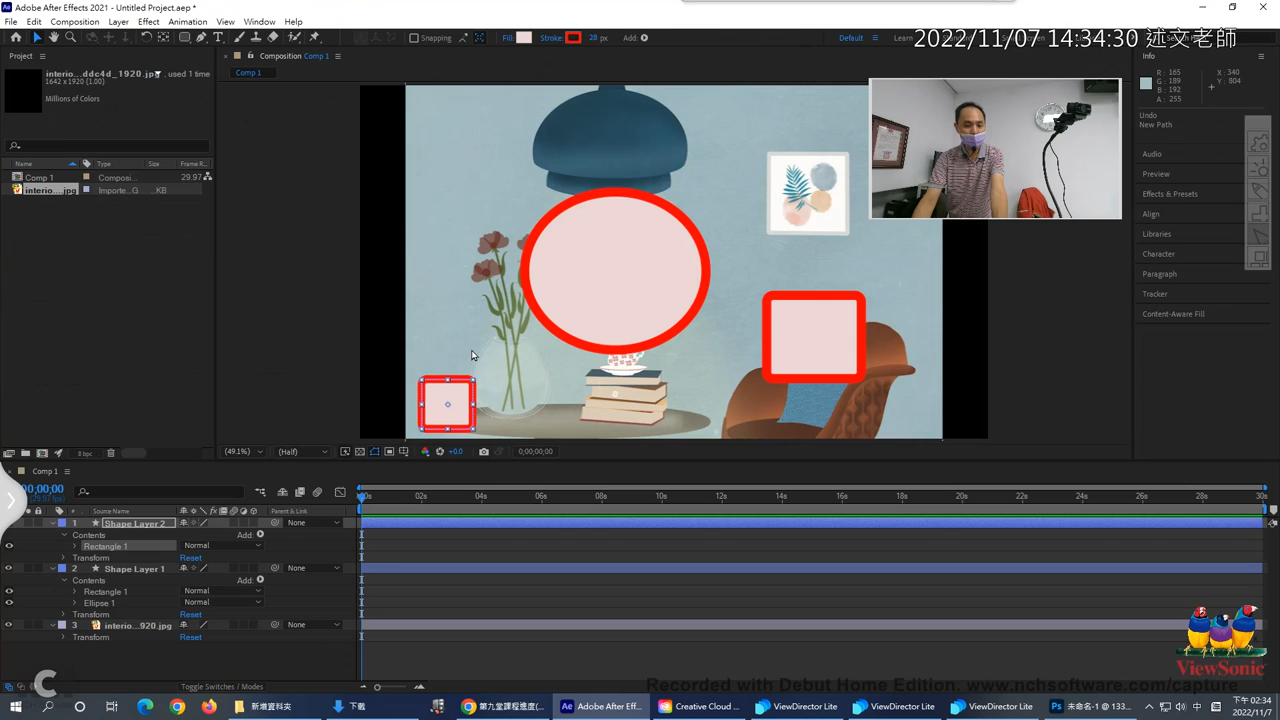 Adobe After Effects 2021 - Untitled Project.aep *
File Edit Composition Layer Effect Animation View Window Help
Snapping Fill: Stroke: 28 px Add: Default Learn
2022/11/07 14:34:30 述文老師
Project
interio...ddc4d_1920.jpg , used 1 time
1642 x 1920 (1.00)
Millions of Colors
Name Type Size Frame R...
Comp 1 Composi... 29.97
interio....jpg Importe...G ...KB
8 bpc
Composition Comp 1
Comp 1
(49.1%) (Half) +0.0 0;00;00;00
Info
R: 165 X: 340
G: 189 Y: 804
B: 192
A: 255
Undo
New Path
Audio
Preview
Effects & Presets
Align
Libraries
Character
Paragraph
Tracker
Content-Aware Fill
Comp 1
# Source Name Parent & Link
02s 04s 06s 08s 10s 12s 14s 16s 18s 20s 22s 24s 26s 28s 30s
1 Shape Layer 2 None
Contents Add:
Rectangle 1 Normal
Transform Reset
2 Shape Layer 1 None
Contents Add:
Rectangle 1 Normal
Ellipse 1 Normal
Transform Reset
3 interio...920.jpg None
Transform Reset
Toggle Switches / Modes
ViewSonic
Recorded with Debut Home Edition. www.nchsoftware.com/capture
新增資料夾 下載 第九堂課程進度(... Adobe After Eff... Creative Cloud ... ViewDirector Lite ViewDirector Lite ViewDirector Lite 未命名-1 @ 133... 中 下午 02:34
2022/11/7